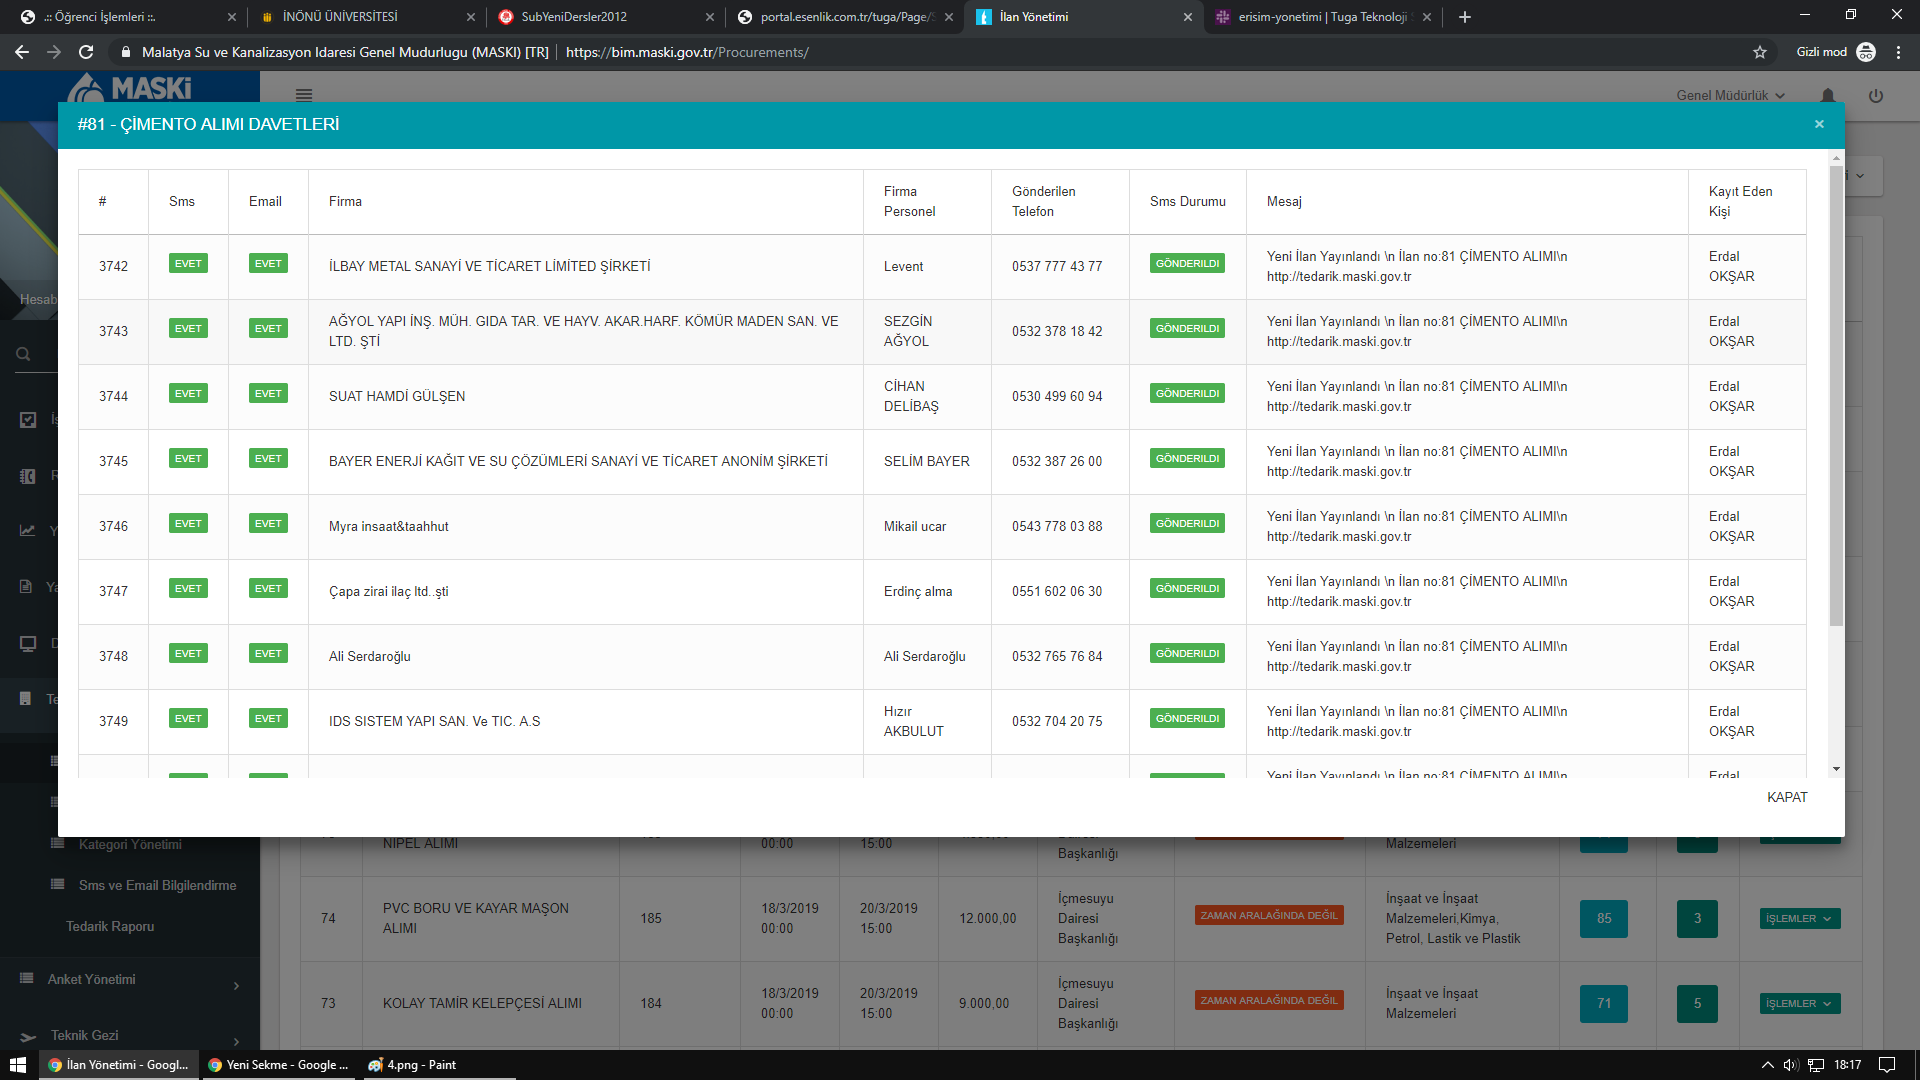 .:: Öğrenci İşlemleri ::.
İNÖNÜ ÜNİVERSİTESİ
SubYeniDersler2012
portal.esenlik.com.tr/tuga/Page/
İlan Yönetimi
erisim-yonetimi | Tuga Teknoloji
Malatya Su ve Kanalizasyon Idaresi Genel Mudurlugu (MASKI) [TR]
https://bim.maski.gov.tr/Procurements/
Gizli mod
MASKİ
Genel Müdürlük
#81 - ÇİMENTO ALIMI DAVETLERİ
×
#
Sms
Email
Firma
Firma
Personel
Gönderilen
Telefon
Sms Durumu
Mesaj
Kayıt Eden
Kişi
3742
EVET
EVET
İLBAY METAL SANAYİ VE TİCARET LİMİTED ŞİRKETİ
Levent
0537 777 43 77
GÖNDERILDI
Yeni İlan Yayınlandı \n İlan no:81 ÇİMENTO ALIMI\n
http://tedarik.maski.gov.tr
Erdal
OKŞAR
3743
EVET
EVET
AĞYOL YAPI İNŞ. MÜH. GIDA TAR. VE HAYV. AKAR.HARF. KÖMÜR MADEN SAN. VE
LTD. ŞTİ
SEZGİN
AĞYOL
0532 378 18 42
GÖNDERILDI
Yeni İlan Yayınlandı \n İlan no:81 ÇİMENTO ALIMI\n
http://tedarik.maski.gov.tr
Erdal
OKŞAR
3744
EVET
EVET
SUAT HAMDİ GÜLŞEN
CİHAN
DELİBAŞ
0530 499 60 94
GÖNDERILDI
Yeni İlan Yayınlandı \n İlan no:81 ÇİMENTO ALIMI\n
http://tedarik.maski.gov.tr
Erdal
OKŞAR
3745
EVET
EVET
BAYER ENERJİ KAĞIT VE SU ÇÖZÜMLERİ SANAYİ VE TİCARET ANONİM ŞİRKETİ
SELİM BAYER
0532 387 26 00
GÖNDERILDI
Yeni İlan Yayınlandı \n İlan no:81 ÇİMENTO ALIMI\n
http://tedarik.maski.gov.tr
Erdal
OKŞAR
3746
EVET
EVET
Myra insaat&taahhut
Mikail ucar
0543 778 03 88
GÖNDERILDI
Yeni İlan Yayınlandı \n İlan no:81 ÇİMENTO ALIMI\n
http://tedarik.maski.gov.tr
Erdal
OKŞAR
3747
EVET
EVET
Çapa zirai ilaç ltd..şti
Erdinç alma
0551 602 06 30
GÖNDERILDI
Yeni İlan Yayınlandı \n İlan no:81 ÇİMENTO ALIMI\n
http://tedarik.maski.gov.tr
Erdal
OKŞAR
3748
EVET
EVET
Ali Serdaroğlu
Ali Serdaroğlu
0532 765 76 84
GÖNDERILDI
Yeni İlan Yayınlandı \n İlan no:81 ÇİMENTO ALIMI\n
http://tedarik.maski.gov.tr
Erdal
OKŞAR
3749
EVET
EVET
IDS SISTEM YAPI SAN. Ve TIC. A.S
Hızır
AKBULUT
0532 704 20 75
GÖNDERILDI
Yeni İlan Yayınlandı \n İlan no:81 ÇİMENTO ALIMI\n
http://tedarik.maski.gov.tr
Erdal
OKŞAR
Yeni İlan Yayınlandı \n İlan no:81 ÇİMENTO ALIMI\n
Erdal
KAPAT
Hesab
Kategori Yönetimi
Sms ve Email Bilgilendirme
Tedarik Raporu
Anket Yönetimi
Teknik Gezi
NİPEL ALIMI
00:00
15:00
Dairesi
Başkanlığı
Malzemeleri
74
PVC BORU VE KAYAR MAŞON
ALIMI
185
18/3/2019
00:00
20/3/2019
15:00
12.000,00
İçmesuyu
Dairesi
Başkanlığı
ZAMAN ARALAĞINDA DEĞİL
İnşaat ve İnşaat
Malzemeleri,Kimya,
Petrol, Lastik ve Plastik
85
3
İŞLEMLER
73
KOLAY TAMİR KELEPÇESİ ALIMI
184
18/3/2019
00:00
20/3/2019
15:00
9.000,00
İçmesuyu
Dairesi
Başkanlığı
ZAMAN ARALAĞINDA DEĞİL
İnşaat ve İnşaat
Malzemeleri
71
5
İŞLEMLER
İlan Yönetimi - Googl...
Yeni Sekme - Google ...
4.png - Paint
18:17